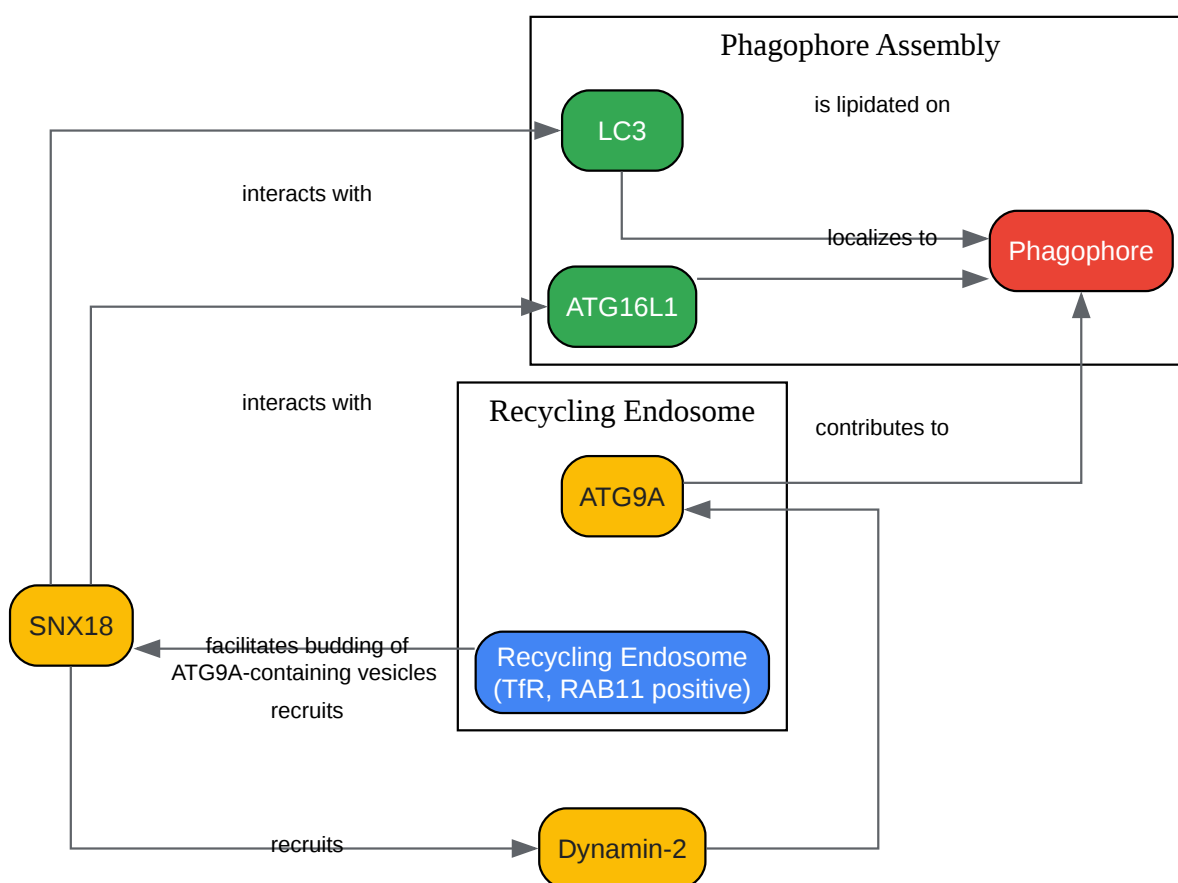 Phagophore Assembly
is lipidated on
LC3
interacts with
localizes to
Phagophore
ATG16L1
interacts with
Recycling Endosome
contributes to
ATG9A
SNX18
facilitates budding of
ATG9A-containing vesicles
Recycling Endosome
(TfR, RAB11 positive)
recruits
recruits
Dynamin-2